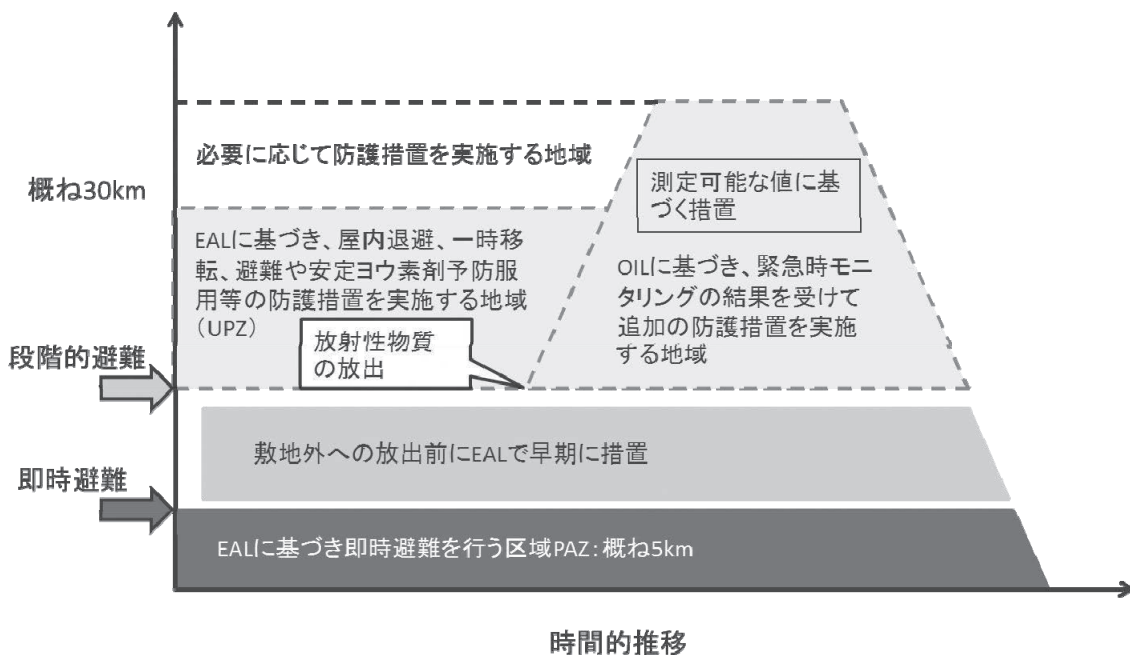 必要に応じて防護措置を実施する地域
概ね30km
測定可能な値に基
づく措置
EALに基づき、屋内退避、一時移
転、避難や安定ヨウ素剤予防服
用等の防護措置を実施する地域
（UPZ）
OILに基づき、緊急時モニ
タリングの結果を受けて
追加の防護措置を実施
する地域
放射性物質
の放出
段階的避難
敷地外への放出前にEALで早期に措置
即時避難
EALに基づき即時避難を行う区域PAZ：概ね5km
時間的推移